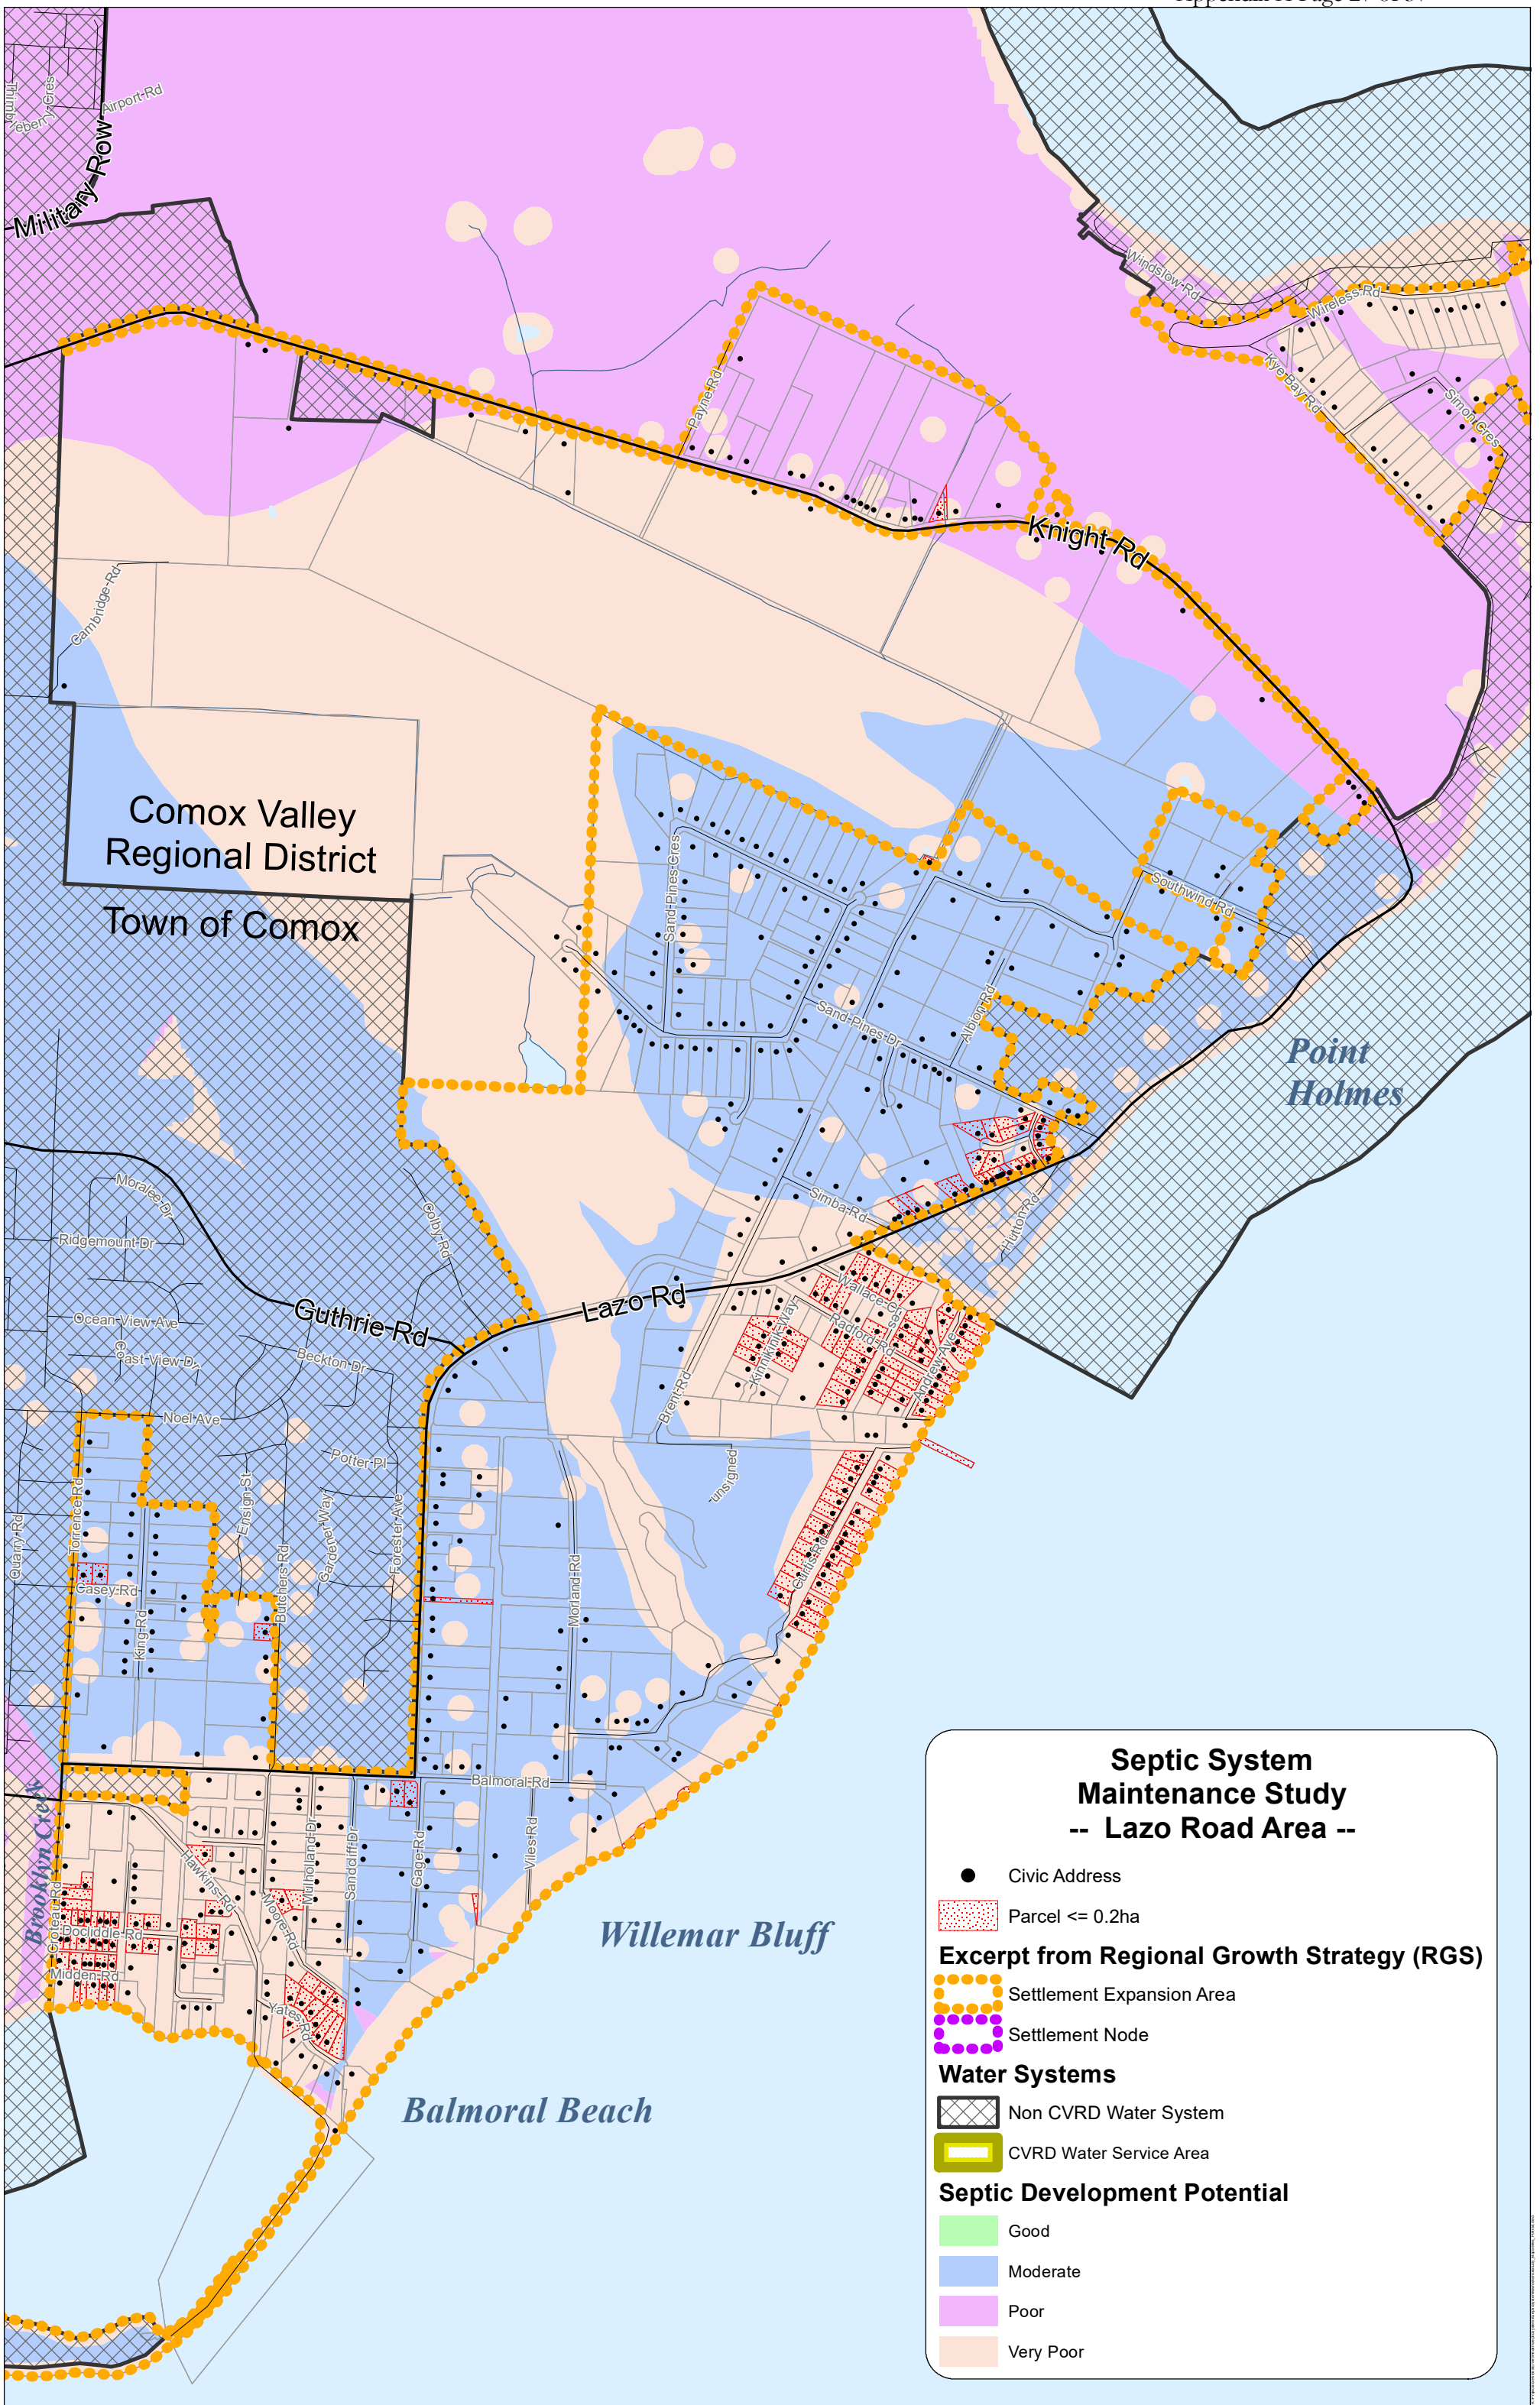 Airport Rd
Military Row
Windslow Rd
Wireless Rd
Kye Bay Rd
Simon Cres
Payne Rd
Knight Rd
Cambridge Rd
Comox Valley
Regional District
Town of Comox
Sand Pines Cres
Southwind Rd
Sand Pines Dr
Albion Rd
Point
Holmes
Moralee Dr
Ridgemount Dr
Colby Rd
Simba Rd
Hutton Rd
Ocean View Ave
Guthrie Rd
Lazo Rd
Coast View Dr
Beckton Dr
Kinnikinik Way
Radford Rd
Andrew Ave
Brent Rd
Noel Ave
Potter Pl
unsigned
Torrence Rd
Quarry Rd
Ensign St
Gardener Way
Forester Ave
Butchers Rd
Casey Rd
King Rd
Morland Rd
Curtis Rd
Balmoral Rd
Brooklyn Creek
Hawkins Rd
Mulholland Dr
Sandcliff Dr
Gage Rd
Viles Rd
Moore Rd
Croteau Rd
Docliddle Rd
Midden Rd
Yates Rd
Willemar Bluff
Balmoral Beach
Septic System
Maintenance Study
-- Lazo Road Area --
Civic Address
Parcel <= 0.2ha
Excerpt from Regional Growth Strategy (RGS)
Settlement Expansion Area
Settlement Node
Water Systems
Non CVRD Water System
CVRD Water Service Area
Septic Development Potential
Good
Moderate
Poor
Very Poor